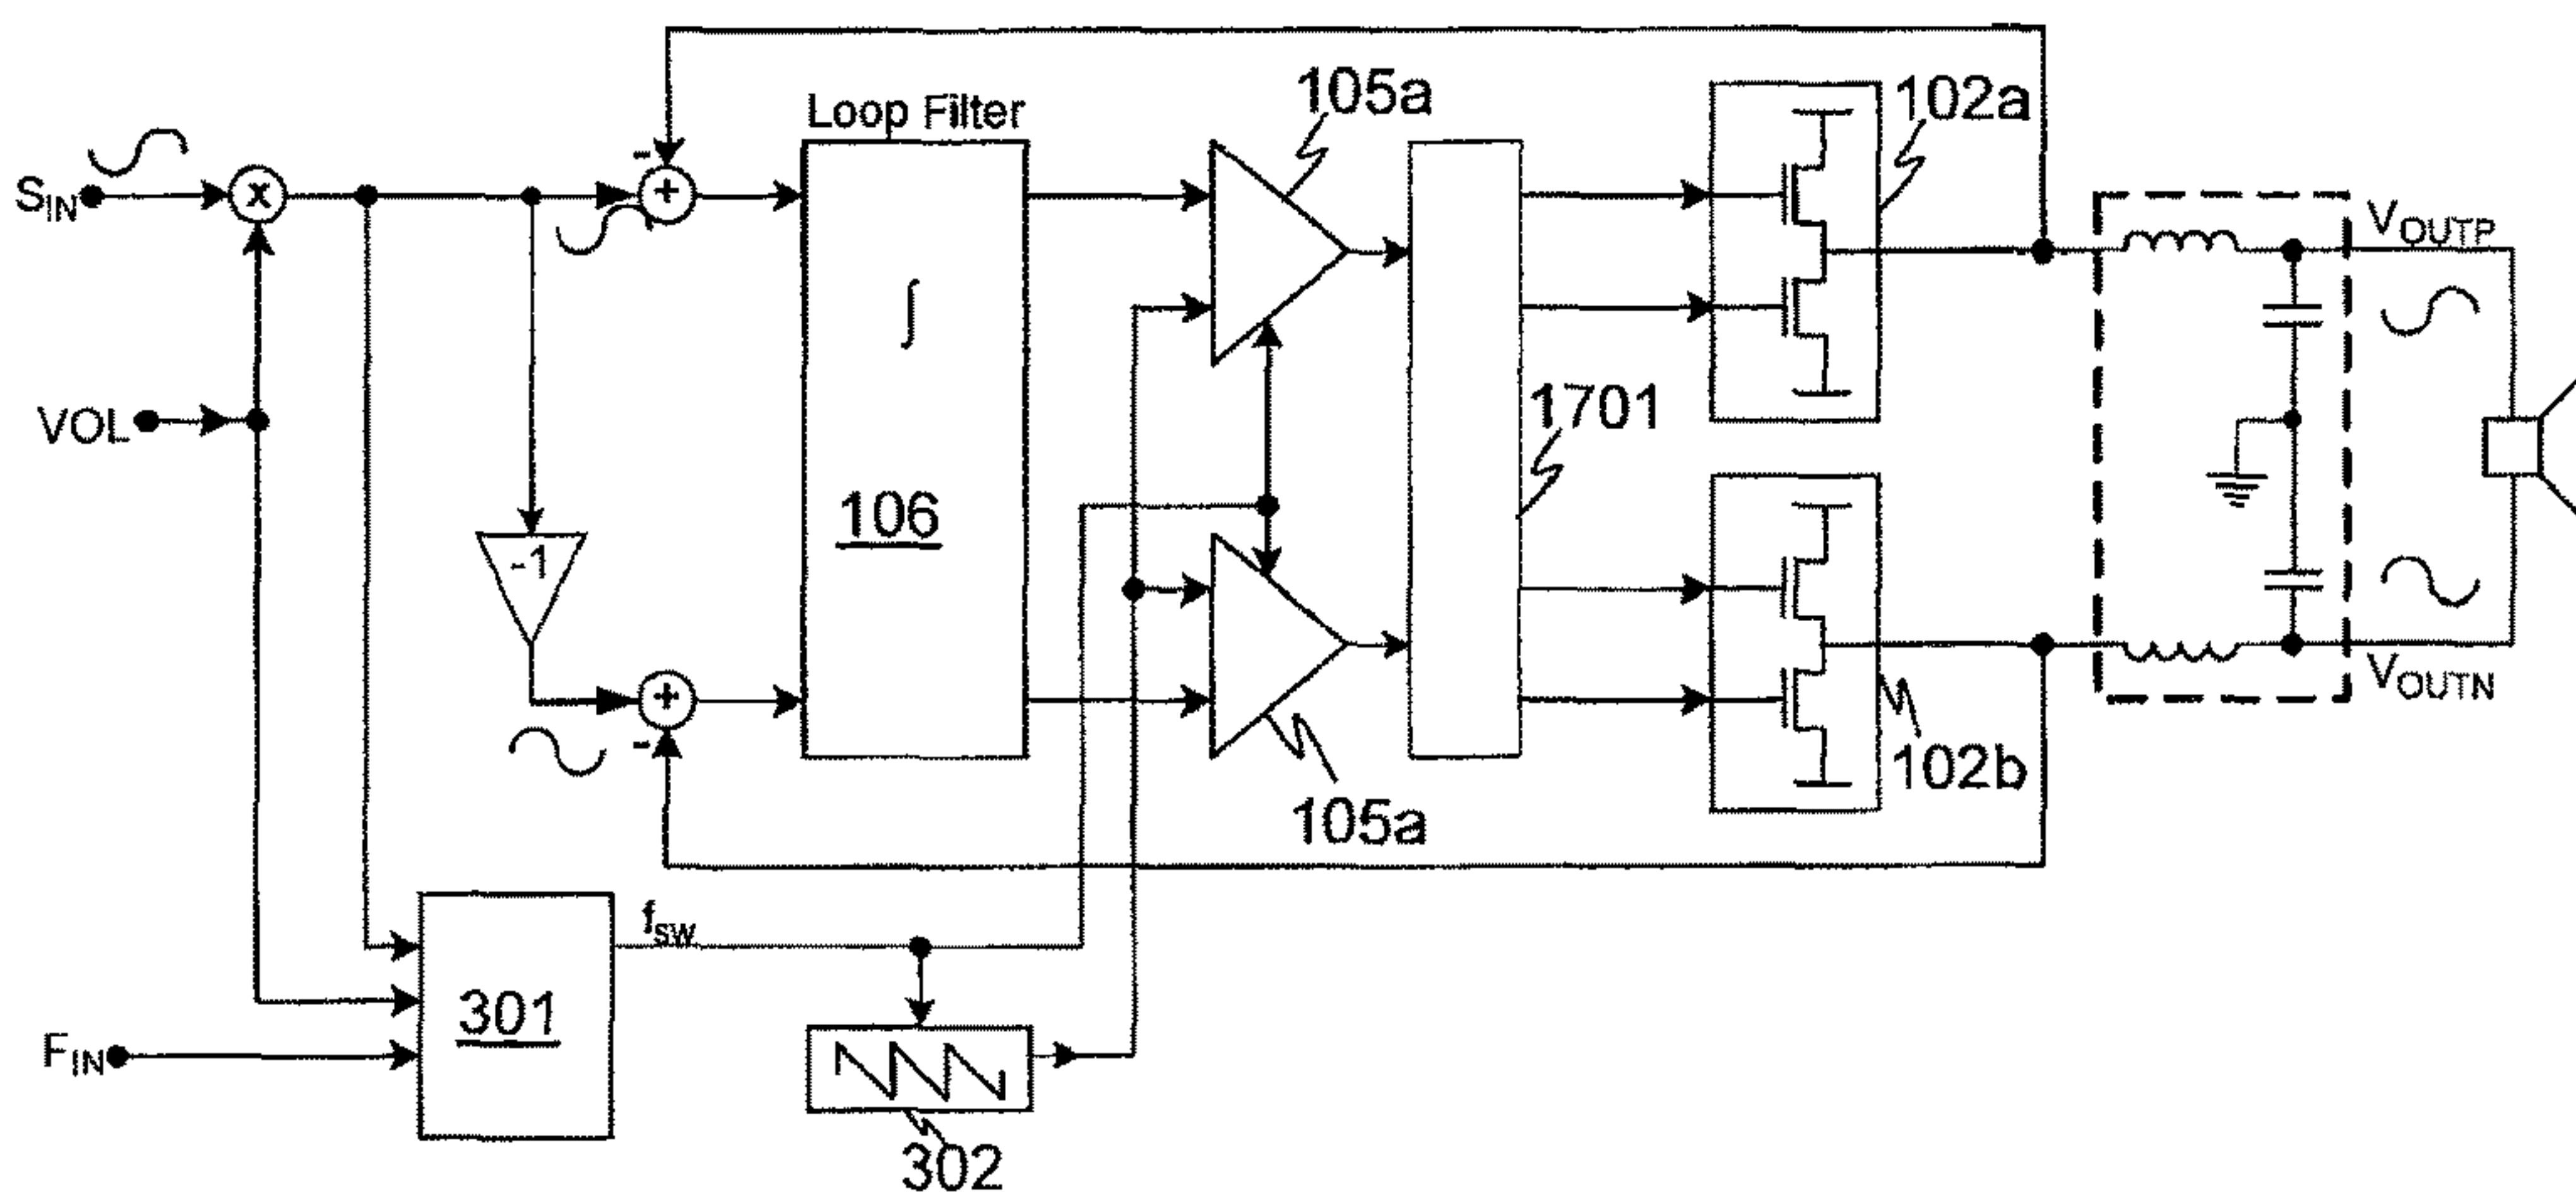 Loop Filter
105a
102a
S_IN
x
-
+
V_OUTP
∫
1701
VOL
106
-1
+
-
V_OUTN
102b
105a
f_SW
301
F_IN
302